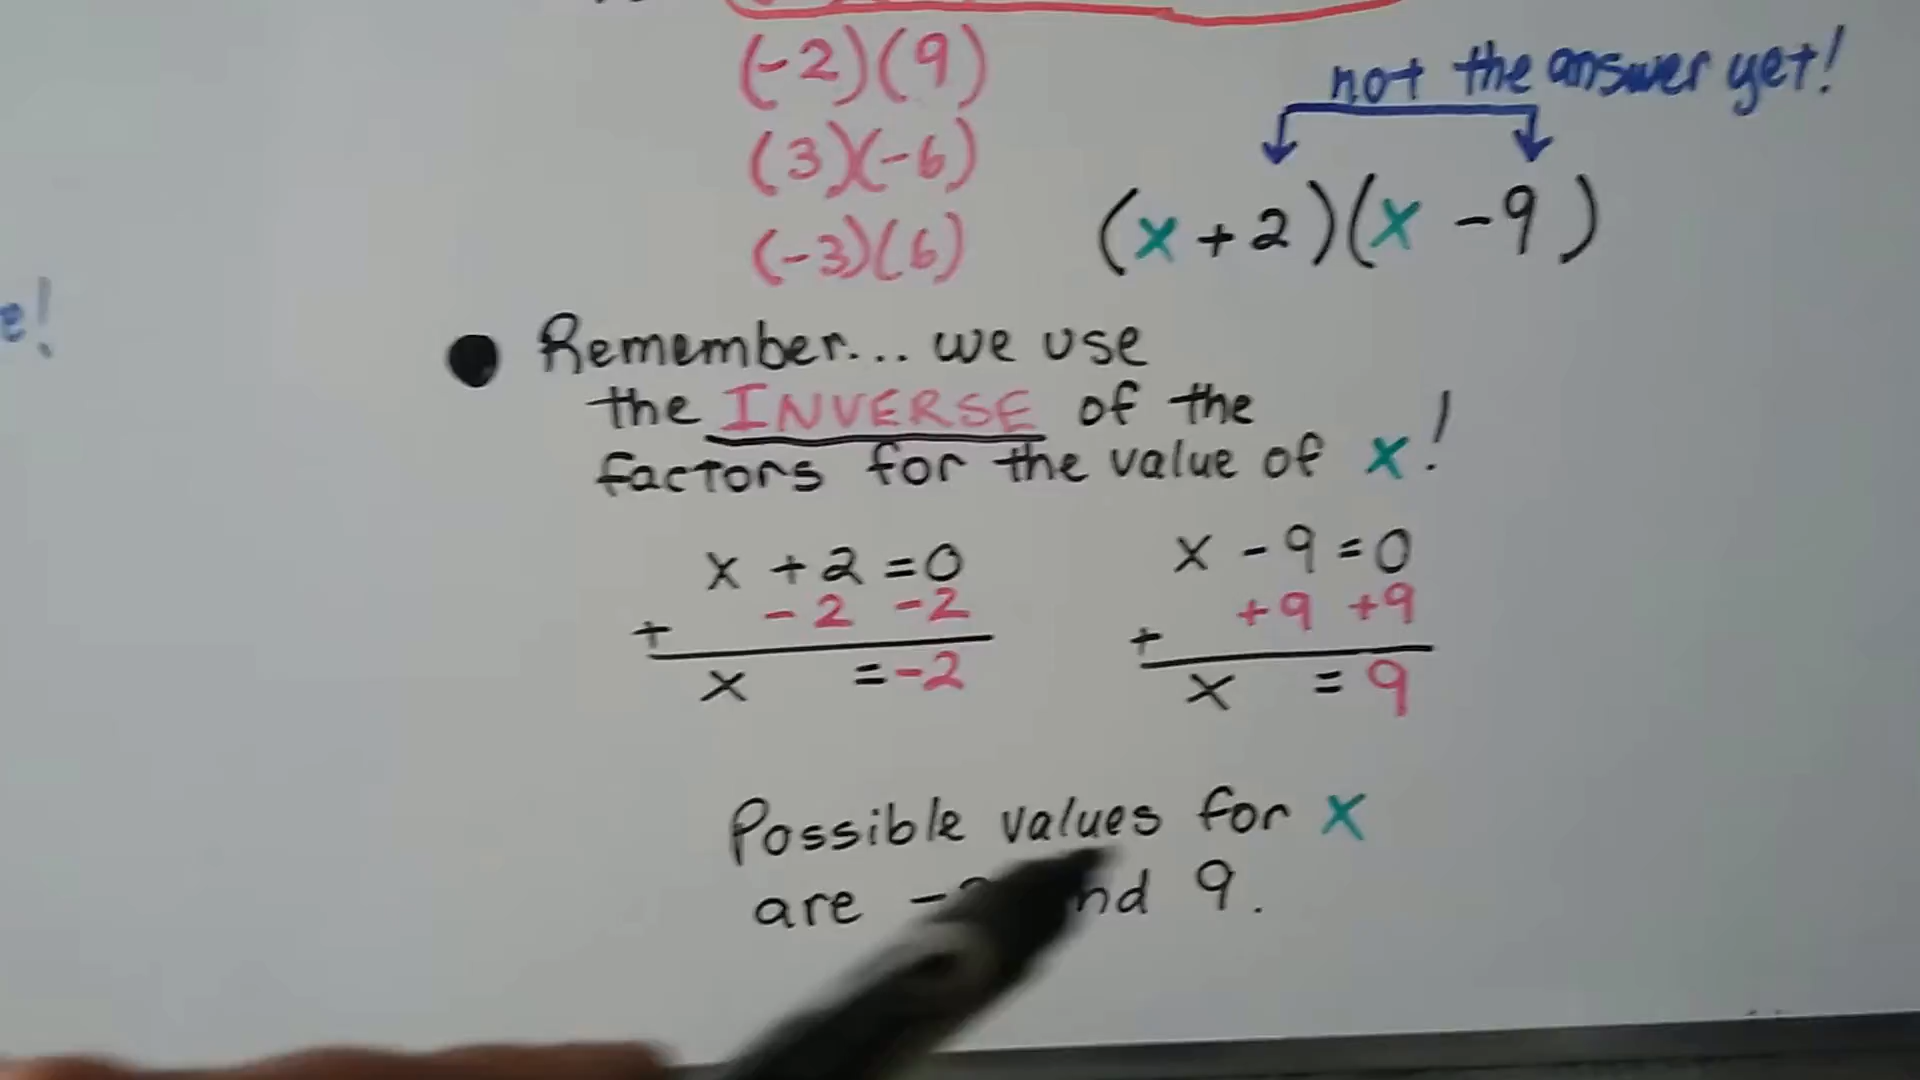 (-2)(9)
not the answer yet!
(3)(-6)
(x +2)(x -9)
(-3)(6)
e!
Remember... we use
the INVERSE of the
factors for the value of x!
x +2=0
-2 -2
+
x =-2
x -9=0
+9 +9
+
x = 9
Possible values for x
are 9.